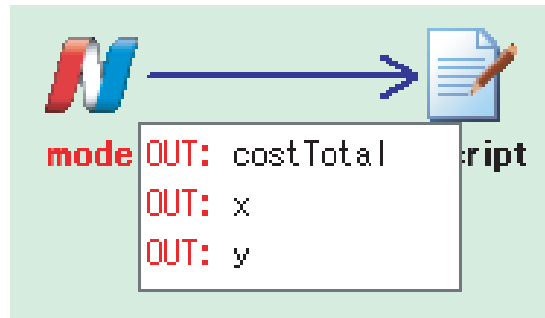 mode
ript
OUT: costTotal
OUT: x
OUT: y